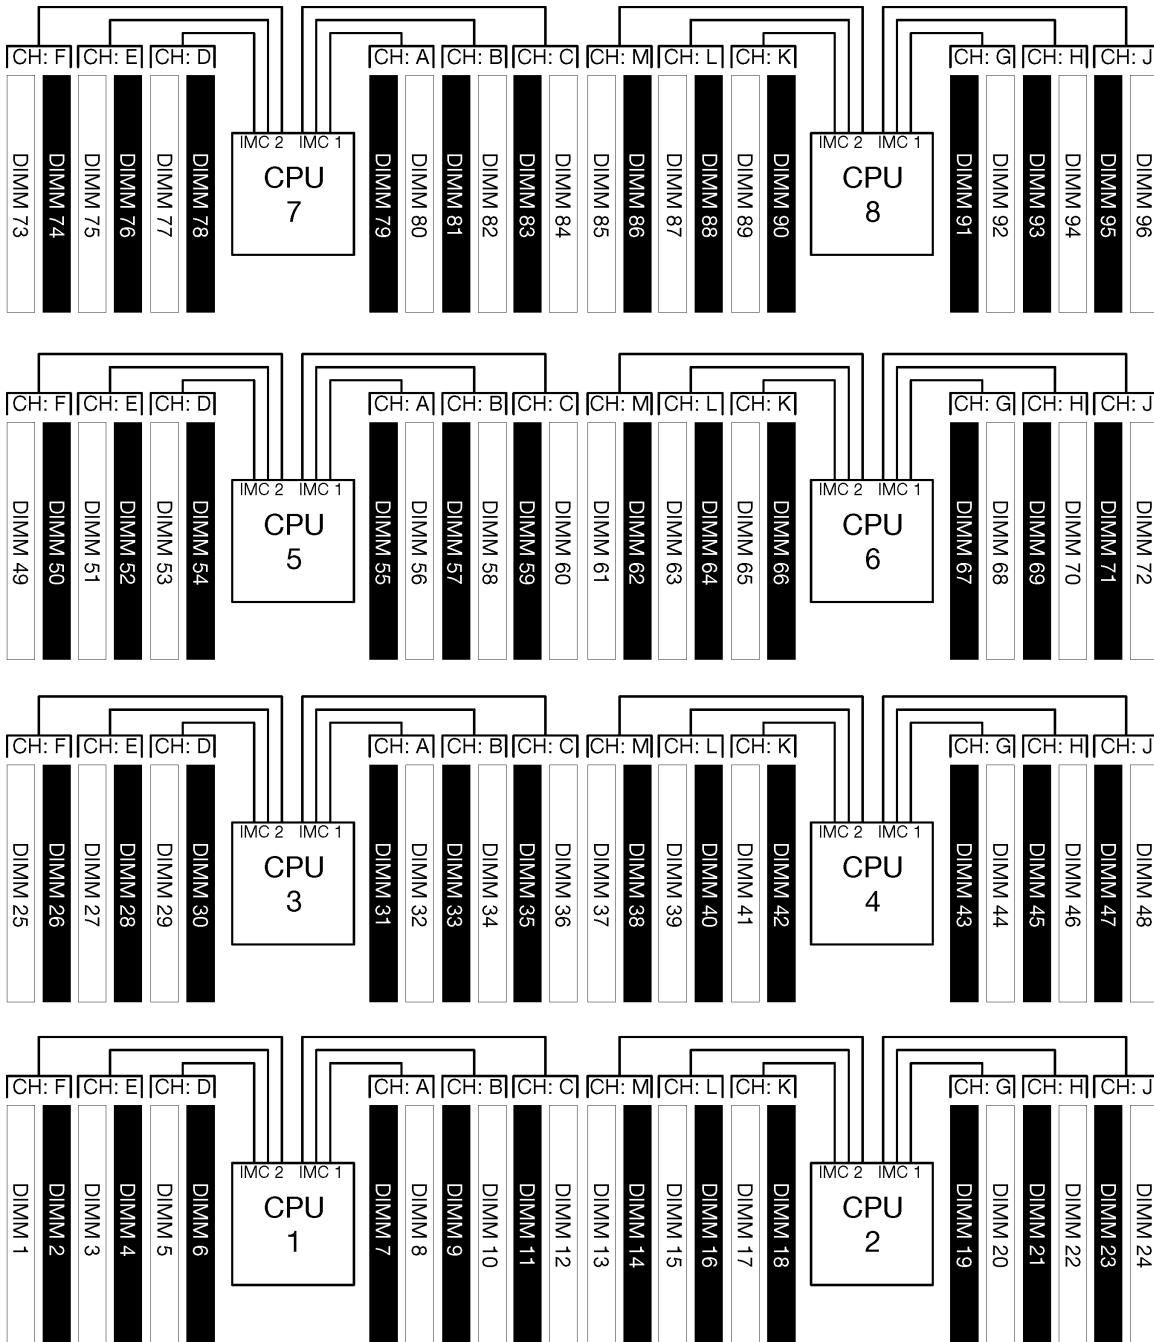 CH: F CH: E CH: D CH: A CH: B CH: C CH: M CH: L CH: K CH: G CH: H CH: J
IMC 2 IMC 1 IMC 2 IMC 1
DIMM 73 DIMM 74 DIMM 75 DIMM 76 DIMM 77 DIMM 78 CPU 7 DIMM 79 DIMM 80 DIMM 81 DIMM 82 DIMM 83 DIMM 84 DIMM 85 DIMM 86 DIMM 87 DIMM 88 DIMM 89 DIMM 90 CPU 8 DIMM 91 DIMM 92 DIMM 93 DIMM 94 DIMM 95 DIMM 96
CH: F CH: E CH: D CH: A CH: B CH: C CH: M CH: L CH: K CH: G CH: H CH: J
IMC 2 IMC 1 IMC 2 IMC 1
DIMM 49 DIMM 50 DIMM 51 DIMM 52 DIMM 53 DIMM 54 CPU 5 DIMM 55 DIMM 56 DIMM 57 DIMM 58 DIMM 59 DIMM 60 DIMM 61 DIMM 62 DIMM 63 DIMM 64 DIMM 65 DIMM 66 CPU 6 DIMM 67 DIMM 68 DIMM 69 DIMM 70 DIMM 71 DIMM 72
CH: F CH: E CH: D CH: A CH: B CH: C CH: M CH: L CH: K CH: G CH: H CH: J
IMC 2 IMC 1 IMC 2 IMC 1
DIMM 25 DIMM 26 DIMM 27 DIMM 28 DIMM 29 DIMM 30 CPU 3 DIMM 31 DIMM 32 DIMM 33 DIMM 34 DIMM 35 DIMM 36 DIMM 37 DIMM 38 DIMM 39 DIMM 40 DIMM 41 DIMM 42 CPU 4 DIMM 43 DIMM 44 DIMM 45 DIMM 46 DIMM 47 DIMM 48
CH: F CH: E CH: D CH: A CH: B CH: C CH: M CH: L CH: K CH: G CH: H CH: J
IMC 2 IMC 1 IMC 2 IMC 1
DIMM 1 DIMM 2 DIMM 3 DIMM 4 DIMM 5 DIMM 6 CPU 1 DIMM 7 DIMM 8 DIMM 9 DIMM 10 DIMM 11 DIMM 12 DIMM 13 DIMM 14 DIMM 15 DIMM 16 DIMM 17 DIMM 18 CPU 2 DIMM 19 DIMM 20 DIMM 21 DIMM 22 DIMM 23 DIMM 24